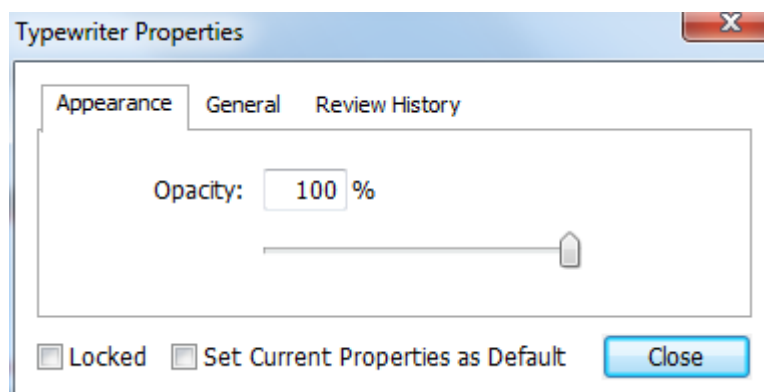 Typewriter Properties
Appearance General Review History
Opacity: 100 %
Locked Set Current Properties as Default Close